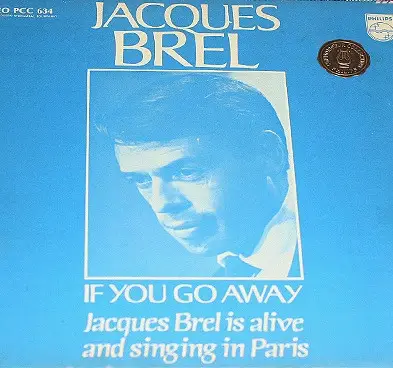 PCC 634
PHILIPS
JACQUES
BREL
IF YOU GO AWAY
Jacques Brel is alive
and singing in Paris